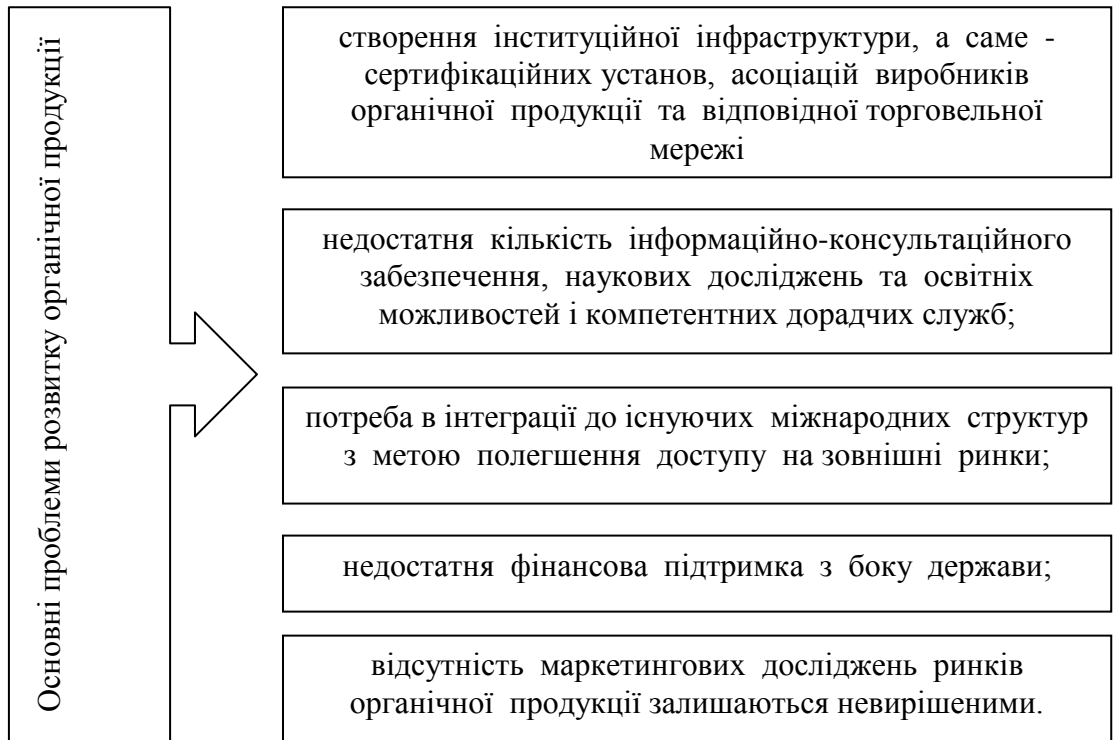 Основні проблеми розвитку органічної продукції
створення інституційної інфраструктури, а саме -
сертифікаційних установ, асоціацій виробників
органічної продукції та відповідної торговельної
мережі
недостатня кількість інформаційно-консультаційного
забезпечення, наукових досліджень та освітніх
можливостей і компетентних дорадчих служб;
потреба в інтеграції до існуючих міжнародних структур
з метою полегшення доступу на зовнішні ринки;
недостатня фінансова підтримка з боку держави;
відсутність маркетингових досліджень ринків
органічної продукції залишаються невирішеними.